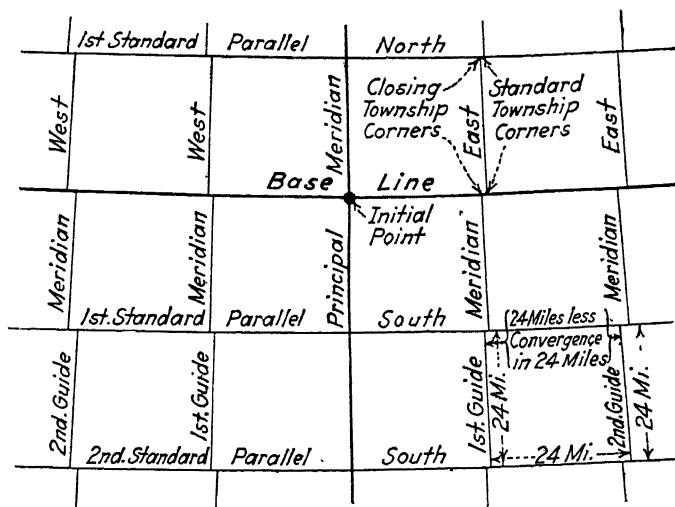 1st Standard Parallel North
Closing
Township
Corners
Standard
Township
Corners
2nd. Guide Meridian West
1st. Guide Meridian West
Principal Meridian
1st. Guide Meridian East
2nd. Guide Meridian East
Base Line
Initial
Point
1st. Standard Parallel South
24 Miles less
Convergence
in 24 Miles
24 Mi.
24 Mi.
24 Mi.
2nd. Standard Parallel South